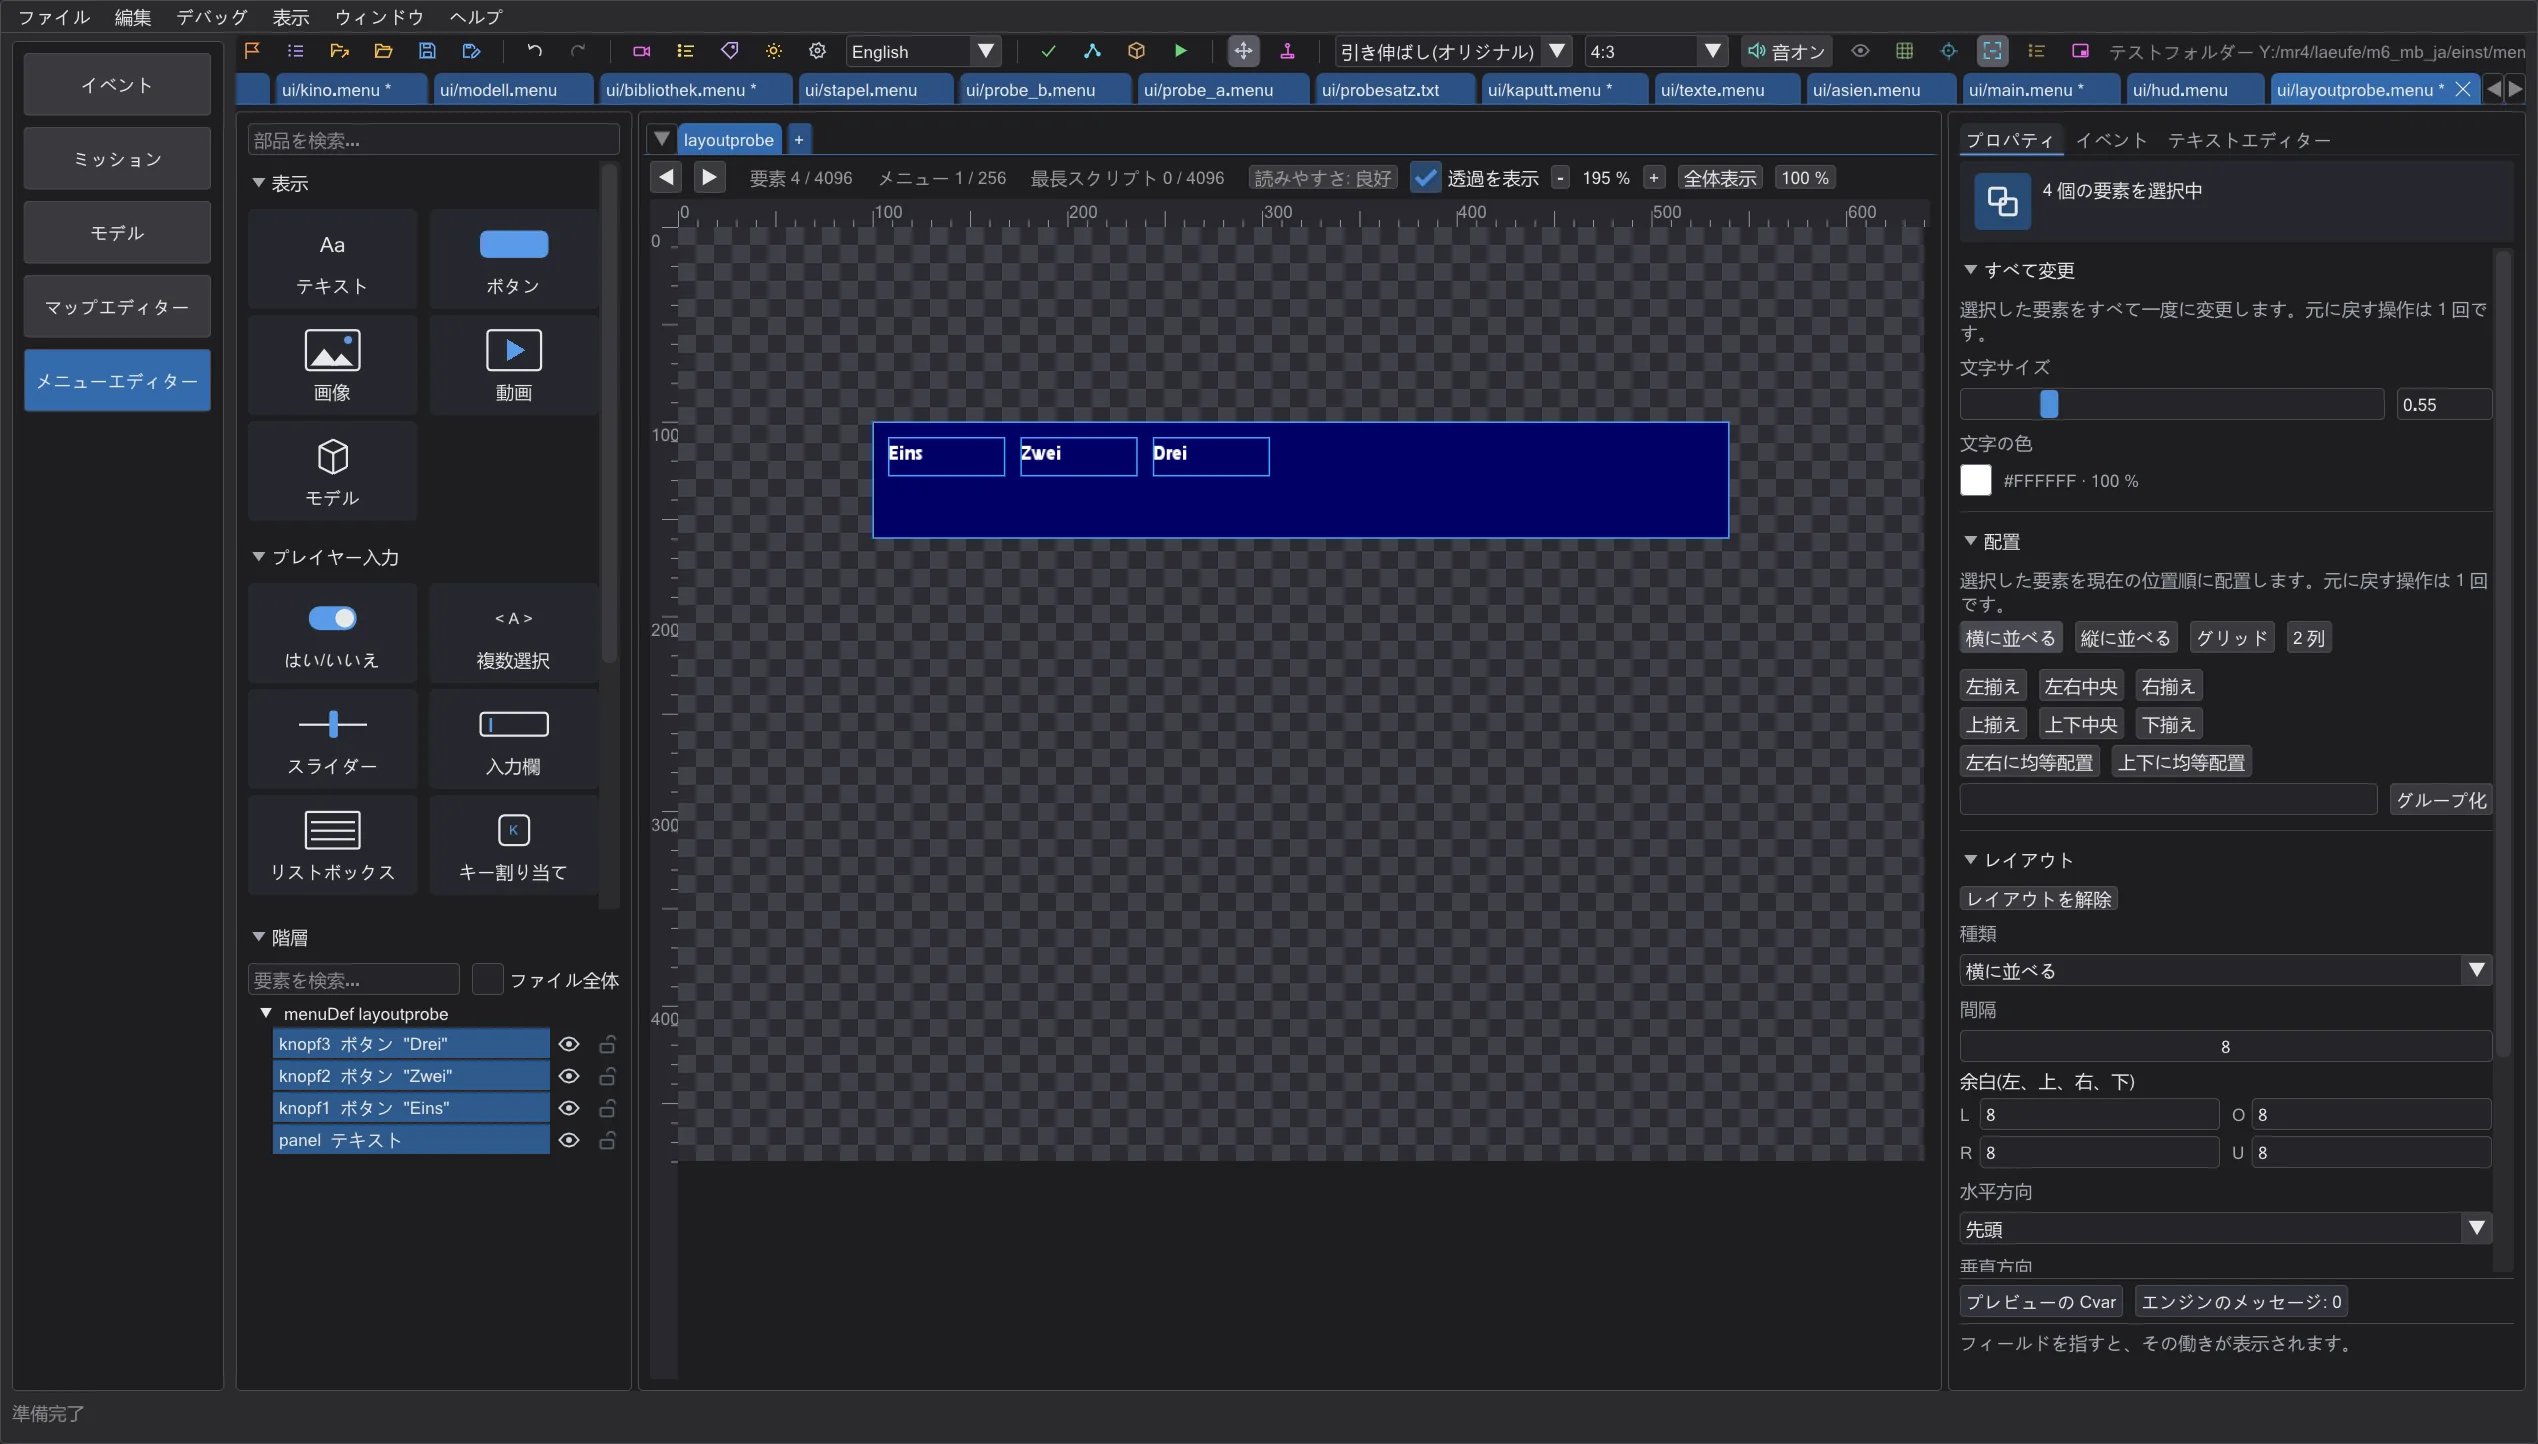 ファイル 編集 デバッグ 表示 ウィンドウ ヘルプ
English 引き伸ばし(オリジナル) 4:3 音オン テストフォルダー Y:/mr4/laeufe/m6_mb_ja/einst/men
ui/kino.menu * ui/modell.menu ui/bibliothek.menu * ui/stapel.menu ui/probe_b.menu ui/probe_a.menu ui/probesatz.txt ui/kaputt.menu * ui/texte.menu ui/asien.menu ui/main.menu * ui/hud.menu ui/layoutprobe.menu *
イベント
ミッション
モデル
マップエディター
メニューエディター
部品を検索...
表示
Aa
テキスト ボタン
画像 動画
モデル
プレイヤー入力
< A >
はい/いいえ 複数選択
スライダー 入力欄
K
リストボックス キー割り当て
階層
要素を検索... ファイル全体
menuDef layoutprobe
knopf3 ボタン "Drei"
knopf2 ボタン "Zwei"
knopf1 ボタン "Eins"
panel テキスト
layoutprobe +
要素 4 / 4096 メニュー 1 / 256 最長スクリプト 0 / 4096 読みやすさ: 良好 透過を表示 - 195 % + 全体表示 100 %
0 100 200 300 400 500 600
0
100
200
300
400
Eins Zwei Drei
プロパティ イベント テキストエディター
4 個の要素を選択中
すべて変更
選択した要素をすべて一度に変更します。元に戻す操作は 1 回で
す。
文字サイズ
0.55
文字の色
#FFFFFF · 100 %
配置
選択した要素を現在の位置順に配置します。元に戻す操作は 1 回
です。
横に並べる 縦に並べる グリッド 2 列
左揃え 左右中央 右揃え
上揃え 上下中央 下揃え
左右に均等配置 上下に均等配置
グループ化
レイアウト
レイアウトを解除
種類
横に並べる
間隔
8
余白(左、上、右、下)
L 8 O 8
R 8 U 8
水平方向
先頭
垂直方向
プレビューの Cvar エンジンのメッセージ: 0
フィールドを指すと、その働きが表示されます。
準備完了